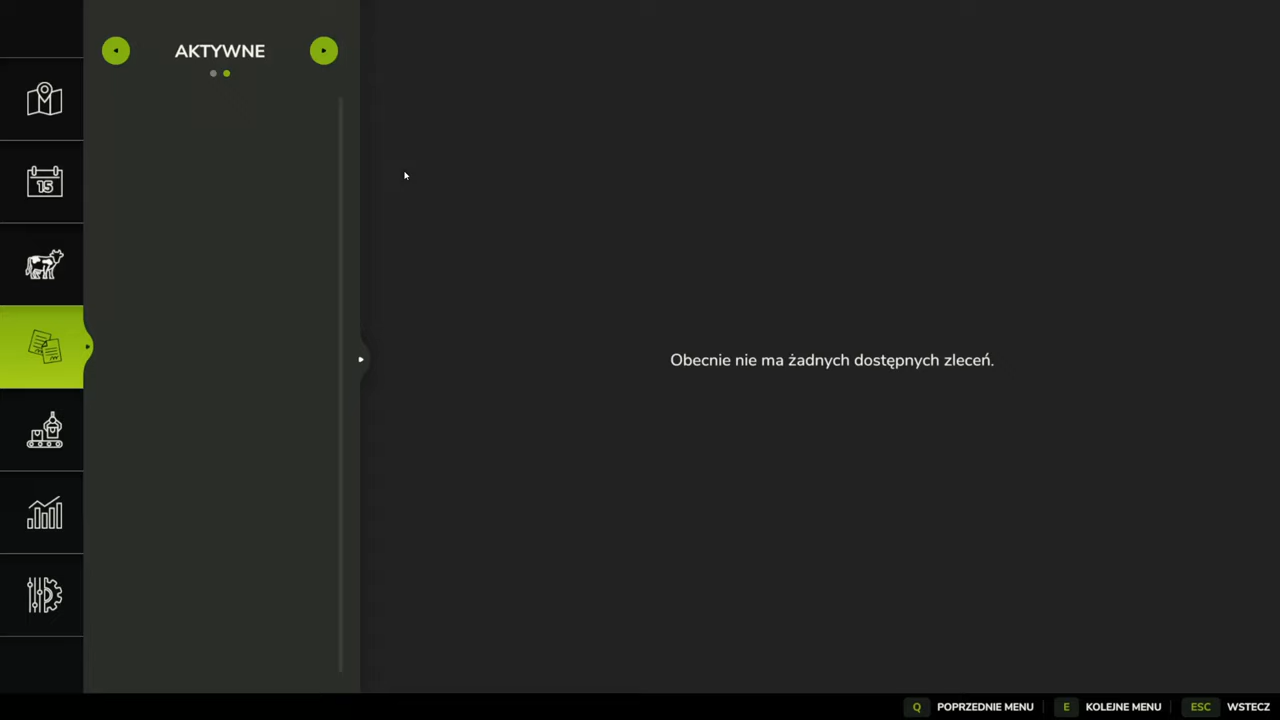 AKTYWNE
15
Obecnie nie ma żadnych dostępnych zleceń.
Q POPRZEDNIE MENU E KOLEJNE MENU ESC WSTECZ